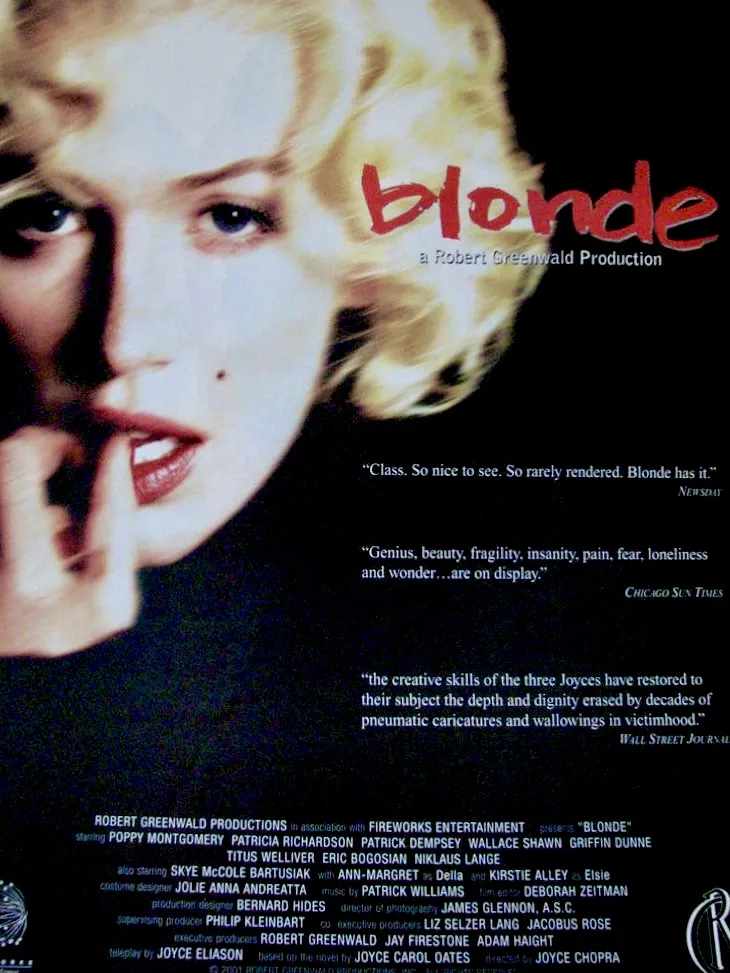 blonde
a Robert Greenwald Production
“Class. So nice to see. So rarely rendered. Blonde has it.”
NEWSDAY
“Genius, beauty, fragility, insanity, pain, fear, loneliness
and wonder…are on display.”
CHICAGO SUN TIMES
“the creative skills of the three Joyces have restored to
their subject the depth and dignity erased by decades of
pneumatic caricatures and wallowings in victimhood.”
WALL STREET JOURNAL
ROBERT GREENWALD PRODUCTIONS in association with FIREWORKS ENTERTAINMENT presents "BLONDE"
starring POPPY MONTGOMERY PATRICIA RICHARDSON PATRICK DEMPSEY WALLACE SHAWN GRIFFIN DUNNE
TITUS WELLIVER ERIC BOGOSIAN NIKLAUS LANGE
also starring SKYE McCOLE BARTUSIAK with ANN-MARGRET as Della and KIRSTIE ALLEY as Elsie
costume designer JOLIE ANNA ANDREATTA music by PATRICK WILLIAMS film editor DEBORAH ZEITMAN
production designer BERNARD HIDES director of photography JAMES GLENNON, A.S.C.
supervising producer PHILIP KLEINBART co executive producers LIZ SELZER LANG JACOBUS ROSE
executive producers ROBERT GREENWALD JAY FIRESTONE ADAM HAIGHT
teleplay by JOYCE ELIASON based on the novel by JOYCE CAROL OATES directed by JOYCE CHOPRA
© 2001 ROBERT GREENWALD PRODUCTIONS, INC. ALL RIGHTS RESERVED